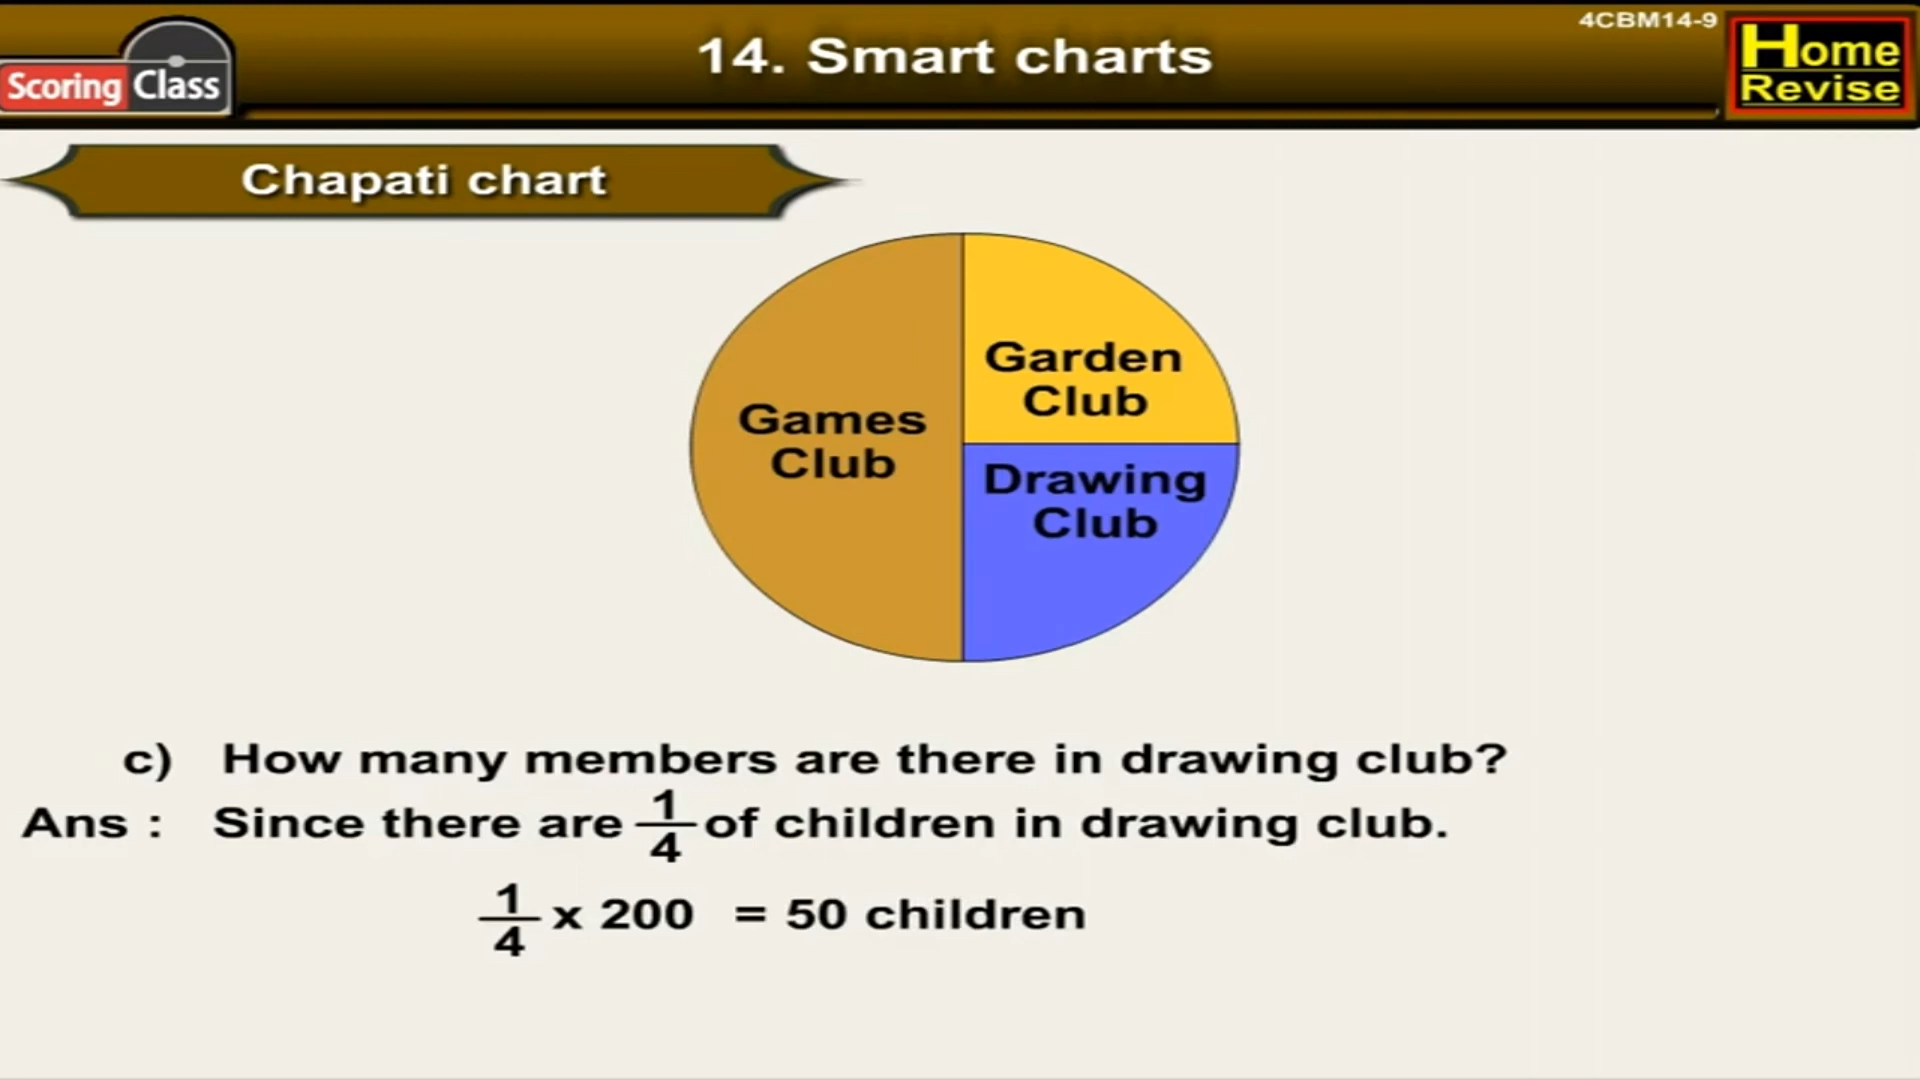 Scoring Class
14. Smart charts
4CBM14-9
Home
Revise
Chapati chart
Games
Club
Garden
Club
Drawing
Club
c) How many members are there in drawing club?
Ans : Since there are 1/4 of children in drawing club.
1/4 x 200 = 50 children